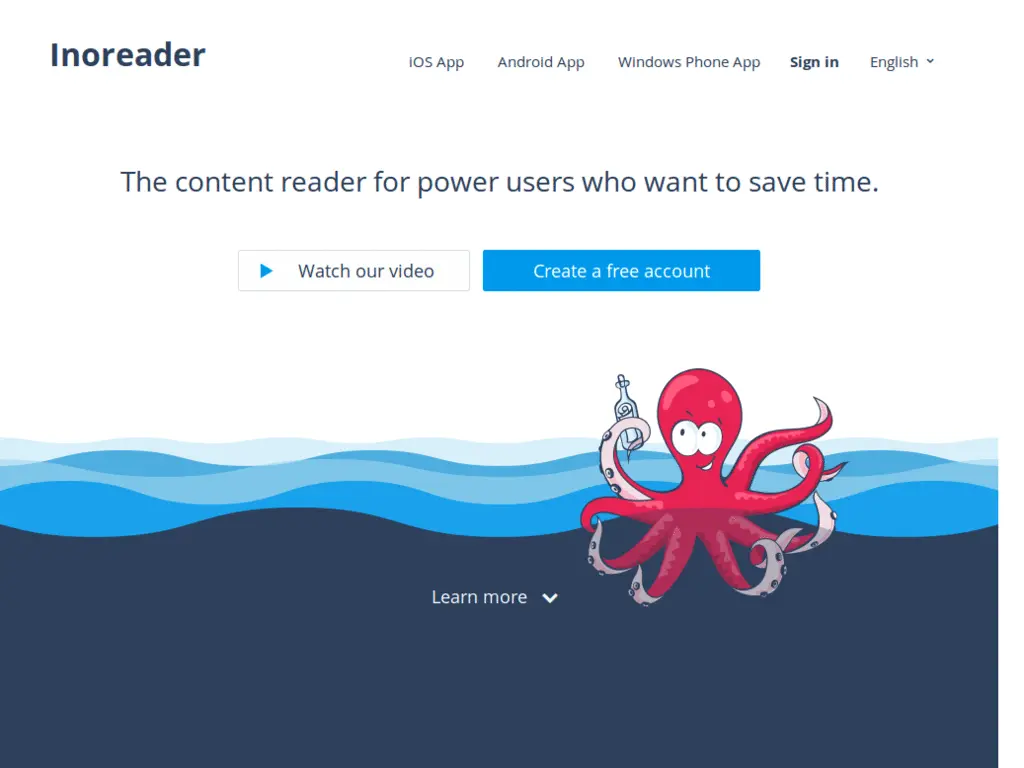 Inoreader
iOS App Android App Windows Phone App Sign in English
The content reader for power users who want to save time.
Watch our video Create a free account
Learn more